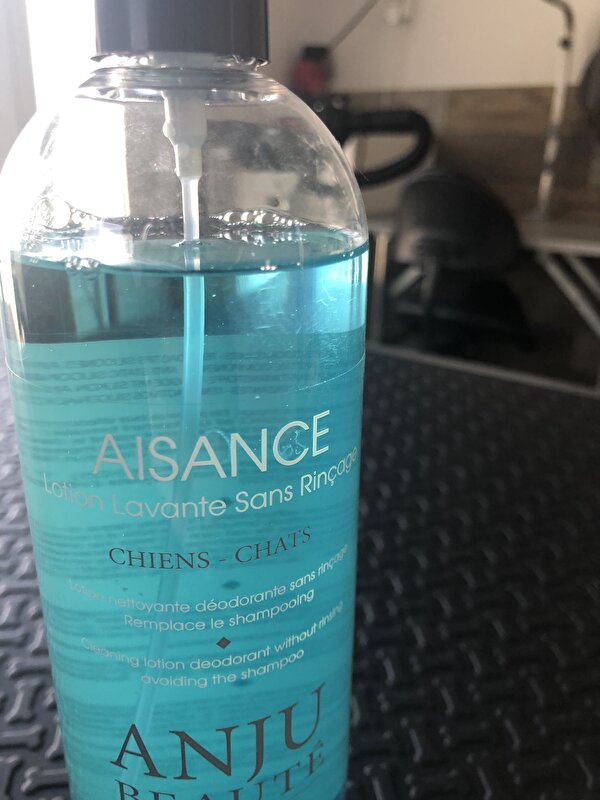 AISANCE
Lotion Lavante Sans Rinçage
CHIENS - CHATS
Lotion nettoyante déodorante sans rinçage
Remplace le shampooing
Cleaning lotion deodorant without rinsing
avoiding the shampoo
ANJU
BEAUTÉ